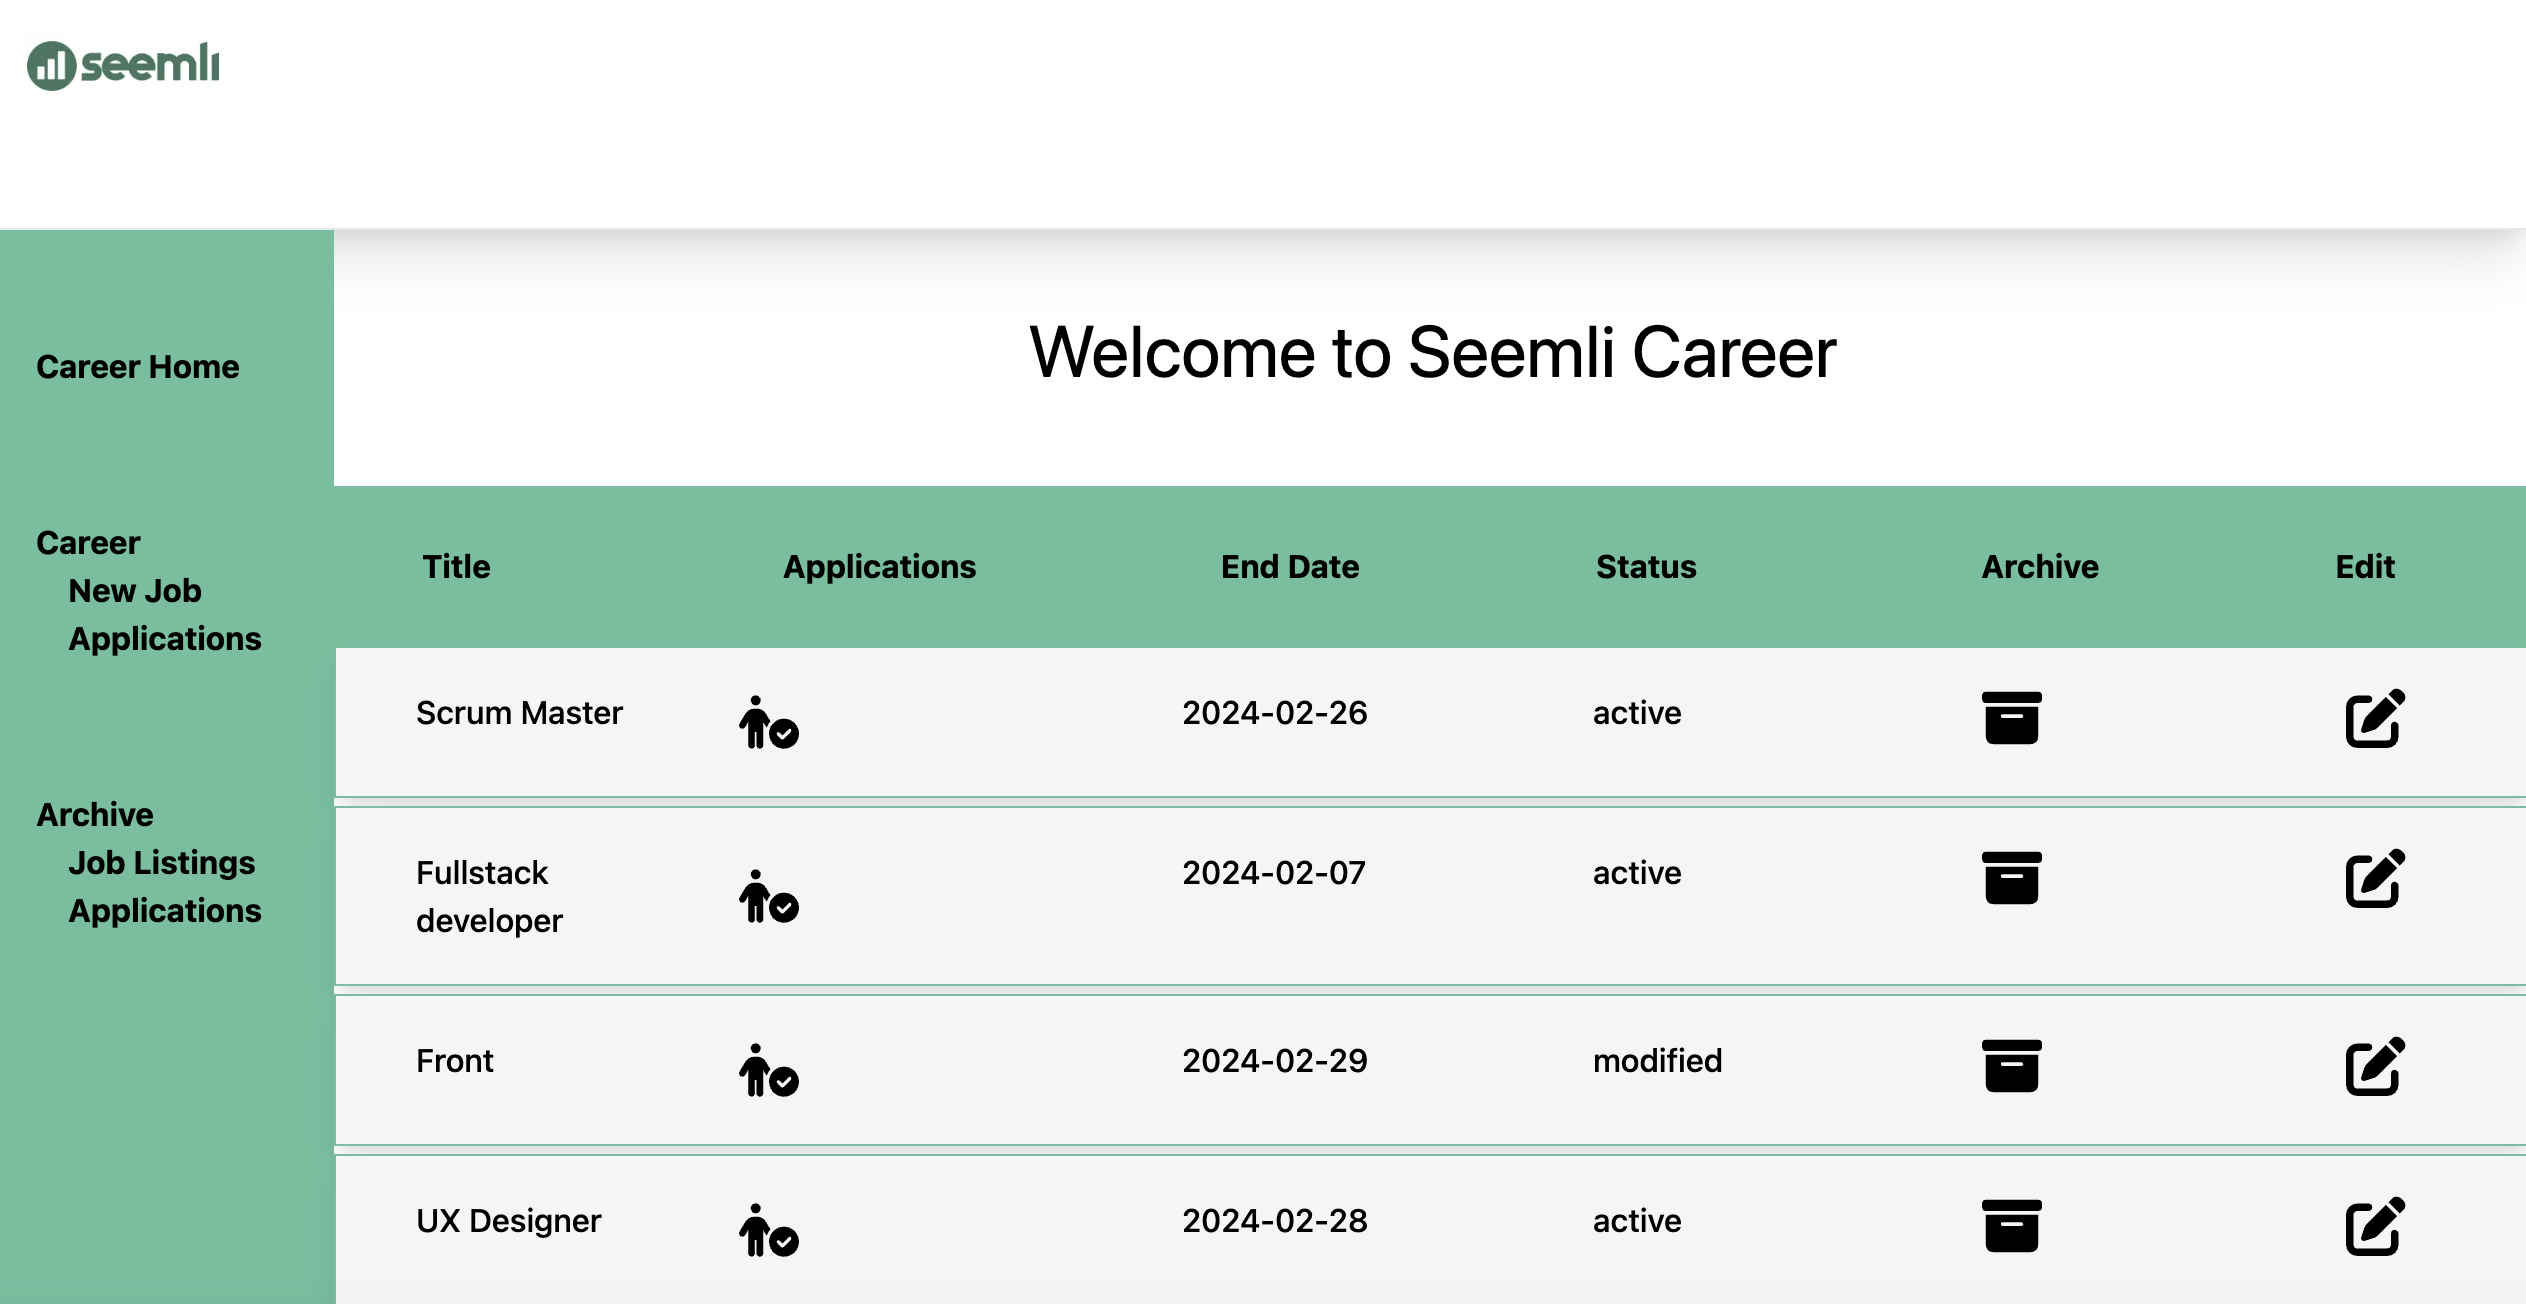 seemli
Career Home
Career
New Job
Applications
Archive
Job Listings
Applications
Welcome to Seemli Career
Title Applications End Date Status Archive Edit
Scrum Master 2024-02-26 active
Fullstack 2024-02-07 active
developer
Front 2024-02-29 modified
UX Designer 2024-02-28 active